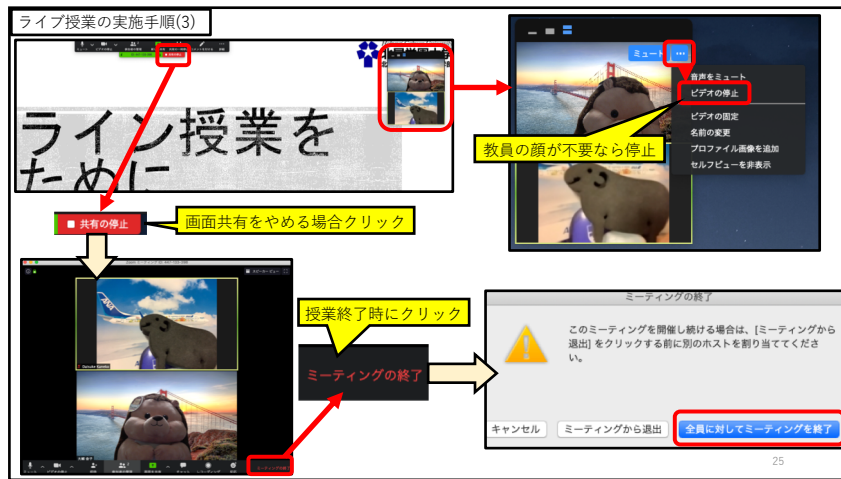 ライブ授業の実施手順(3)
ライン授業を
ために
ミュート
音声をミュート
ビデオの停止
ビデオの固定
名前の変更
プロファイル画像を追加
セルフビューを非表示
教員の顔が不要なら停止
共有の停止
画面共有をやめる場合クリック
授業終了時にクリック
ミーティングの終了
ミーティングの終了
このミーティングを開催し続ける場合は、[ミーティングから
退出] をクリックする前に別のホストを割り当ててくださ
い。
キャンセル
ミーティングから退出
全員に対してミーティングを終了
25